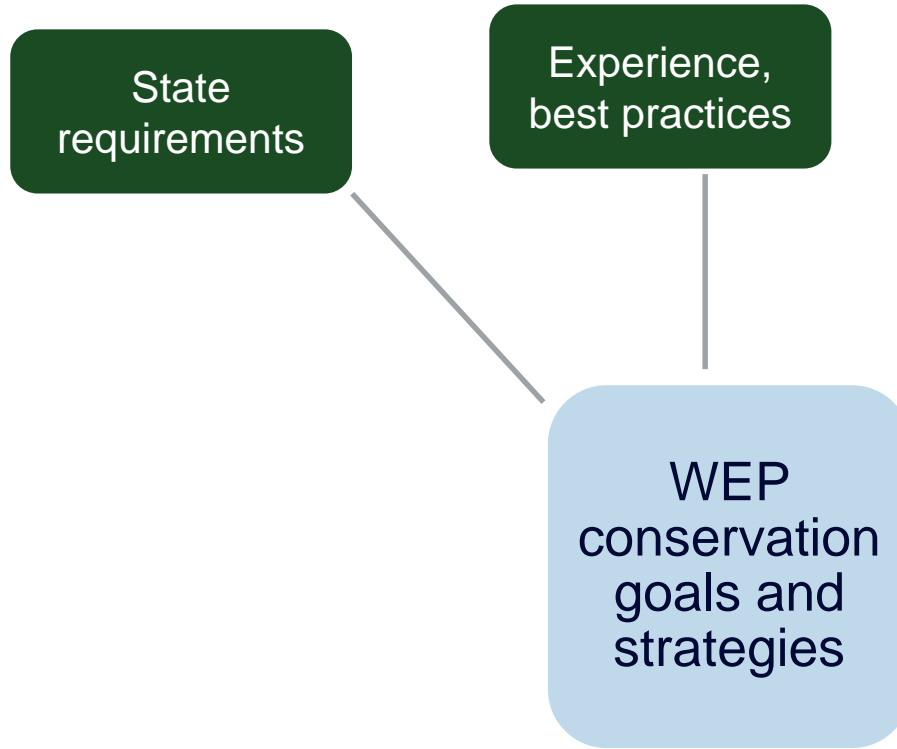 State
requirements
Experience,
best practices
WEP
conservation
goals and
strategies